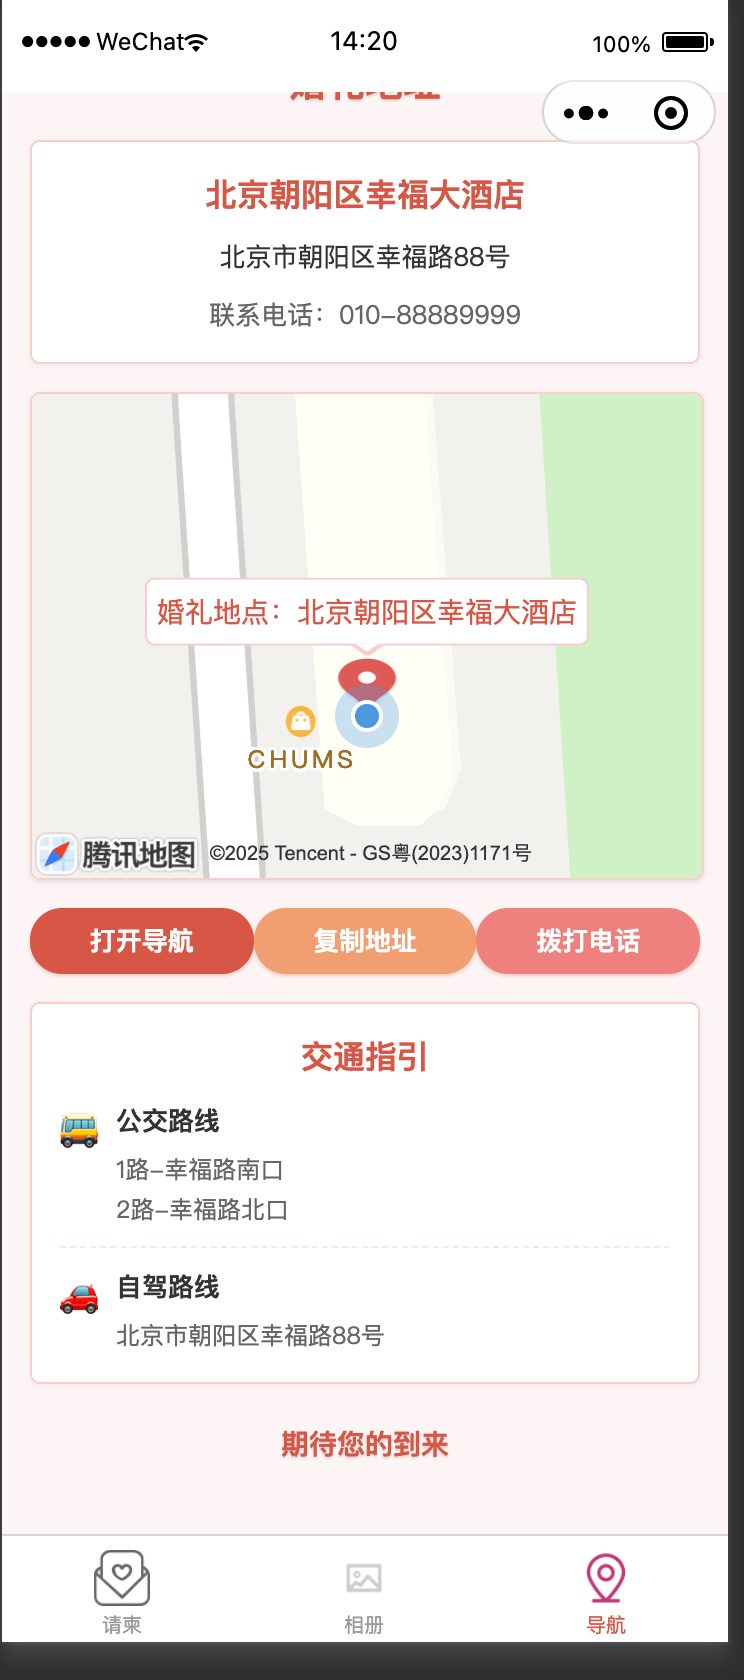 WeChat 14:20 100%
婚礼地址
北京朝阳区幸福大酒店
北京市朝阳区幸福路88号
联系电话：010-88889999
婚礼地点：北京朝阳区幸福大酒店
CHUMS
腾讯地图 ©2025 Tencent - GS粤(2023)1171号
打开导航 复制地址 拨打电话
交通指引
公交路线
1路-幸福路南口
2路-幸福路北口
自驾路线
北京市朝阳区幸福路88号
期待您的到来
请柬 相册 导航